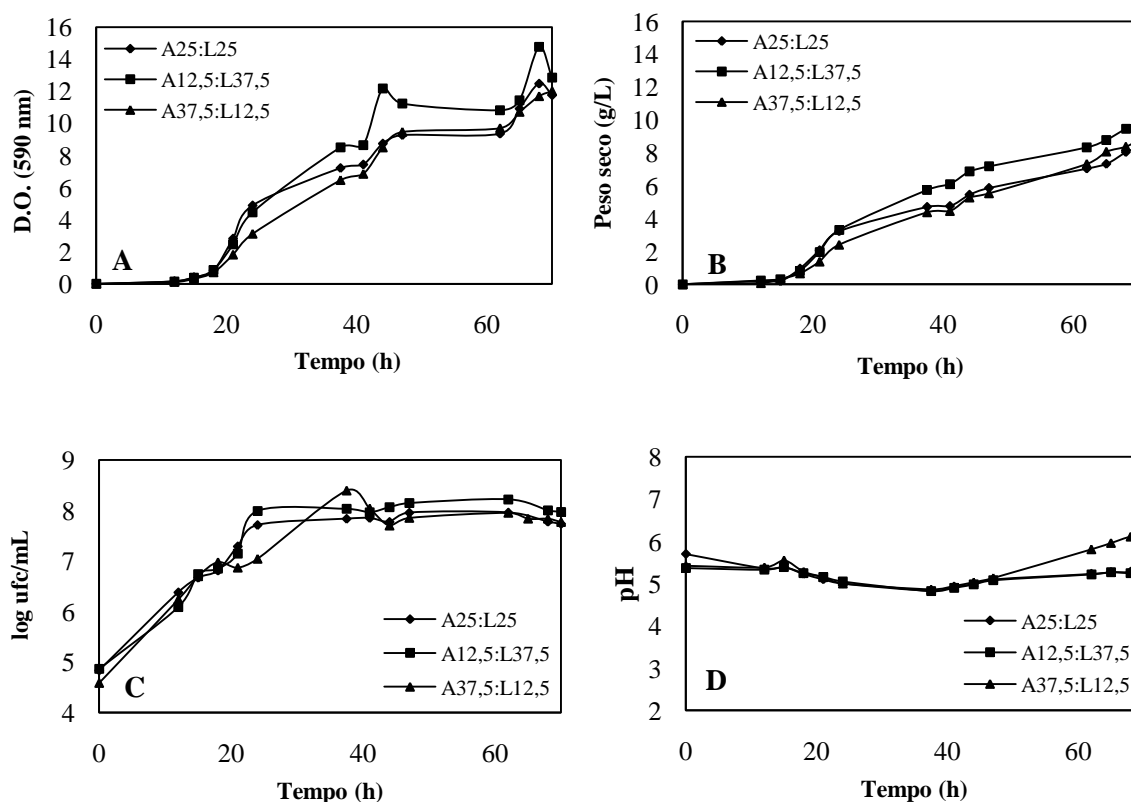 16
14
12
10
8
6
4
2
0
D.O. (590 nm)
A25:L25
A12,5:L37,5
A37,5:L12,5
A
0 20 40 60
Tempo (h)
16
14
12
10
8
6
4
2
0
Peso seco (g/L)
A25:L25
A12,5:L37,5
A37,5:L12,5
B
0 20 40 60
Tempo (h)
9
8
7
6
5
4
log ufc/mL
A25:L25
A12,5:L37,5
A37,5:L12,5
C
0 20 40 60
Tempo (h)
8
7
6
5
4
3
2
pH
A25:L25
A12,5:L37,5
A37,5:L12,5
D
0 20 40 60
Tempo (h)